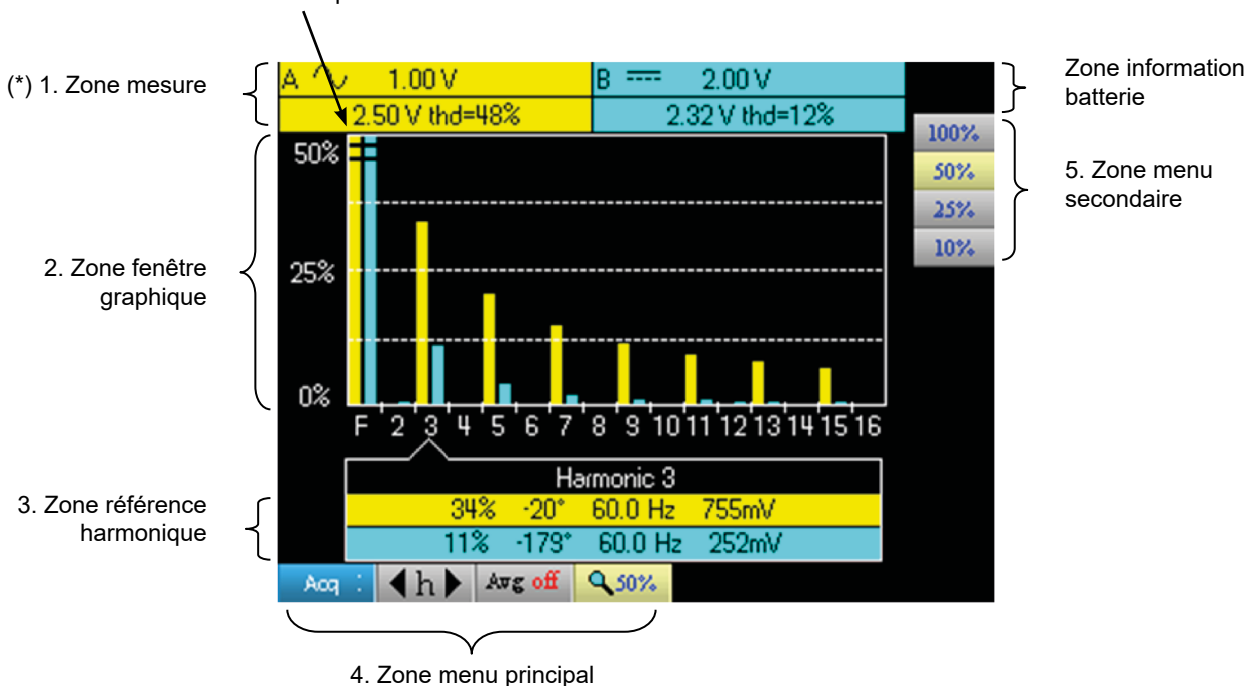 (*) 1. Zone mesure
A 1.00 V
B 2.00 V
2.50 V thd=48%
2.32 V thd=12%
Zone information
batterie
100%
50%
25%
10%
5. Zone menu
secondaire
50%
25%
0%
2. Zone fenêtre
graphique
F 2 3 4 5 6 7 8 9 10 11 12 13 14 15 16
Harmonic 3
34% -20° 60.0 Hz 755mV
11% -179° 60.0 Hz 252mV
3. Zone référence
harmonique
Acq : h Avg off 50%
4. Zone menu principal